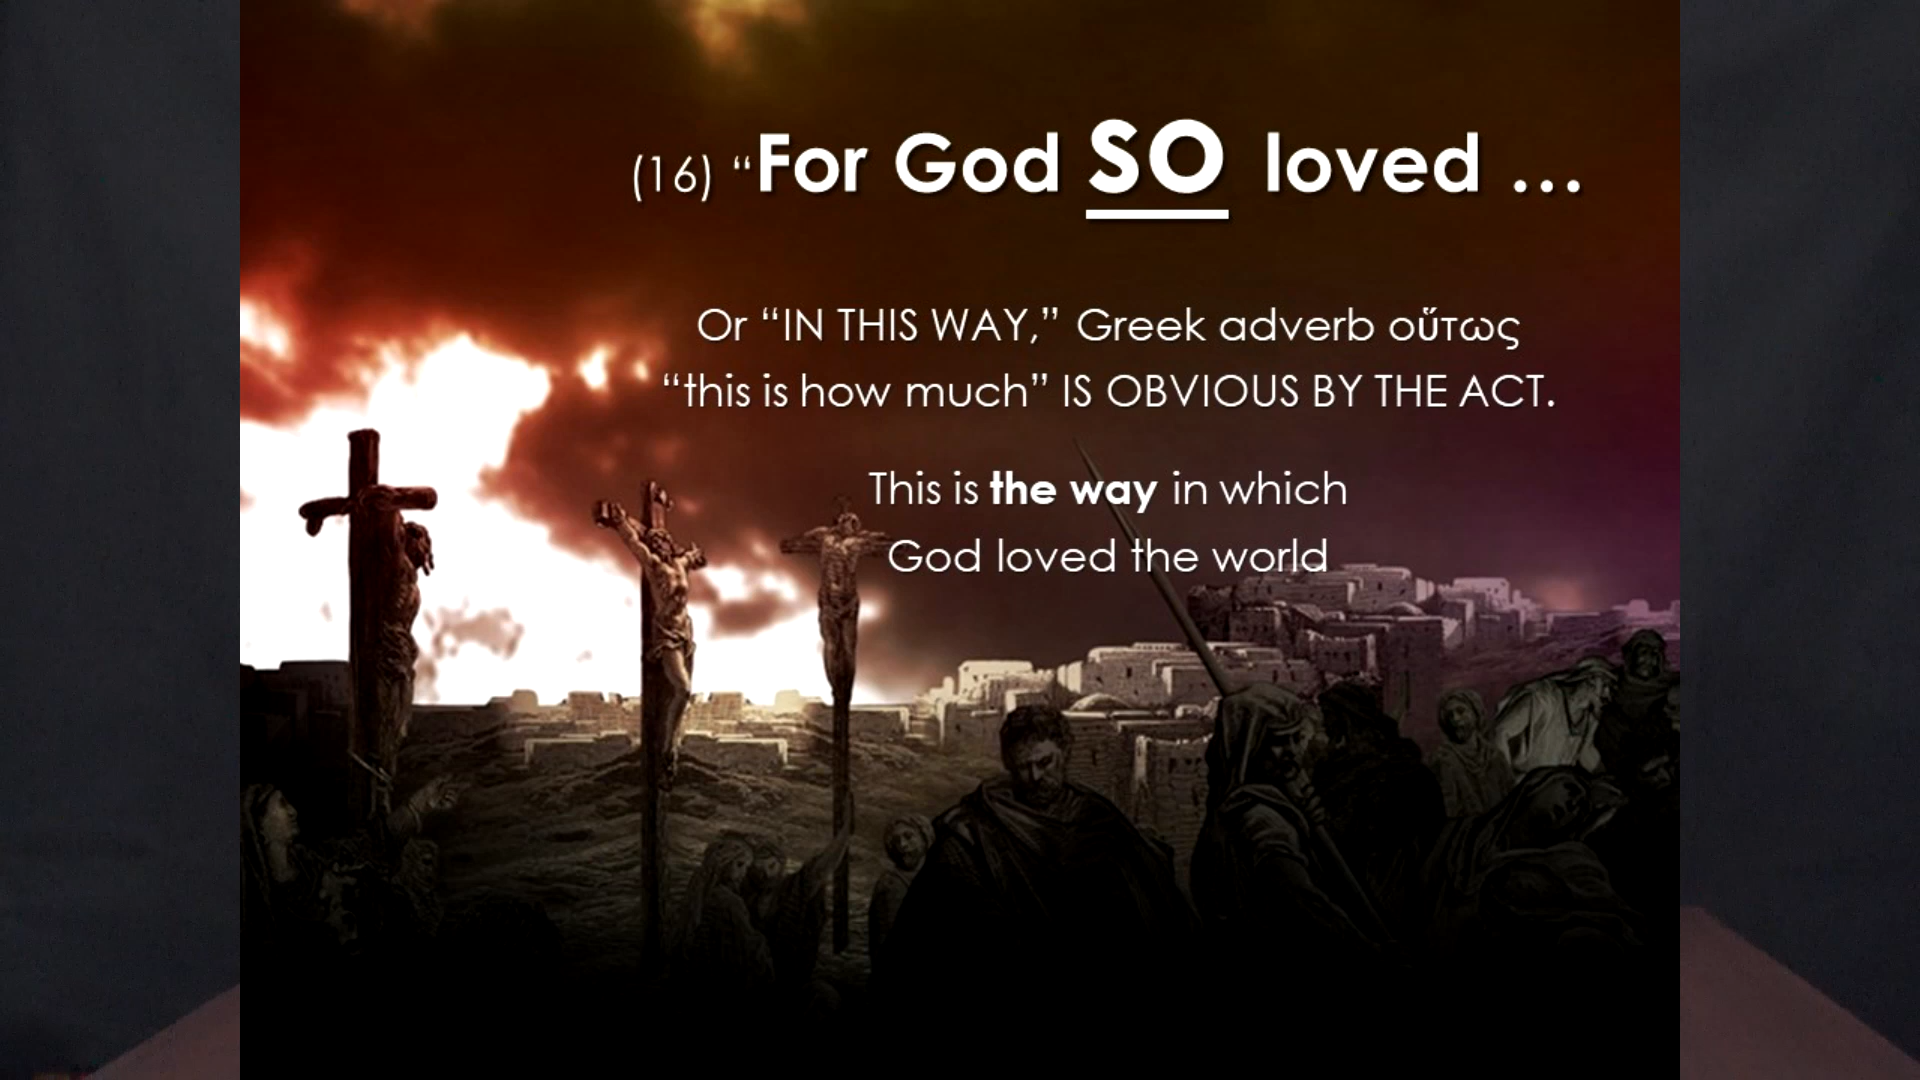 (16) “For God SO loved …
Or “IN THIS WAY,” Greek adverb οὕτως
“this is how much” IS OBVIOUS BY THE ACT.
This is the way in which
God loved the world